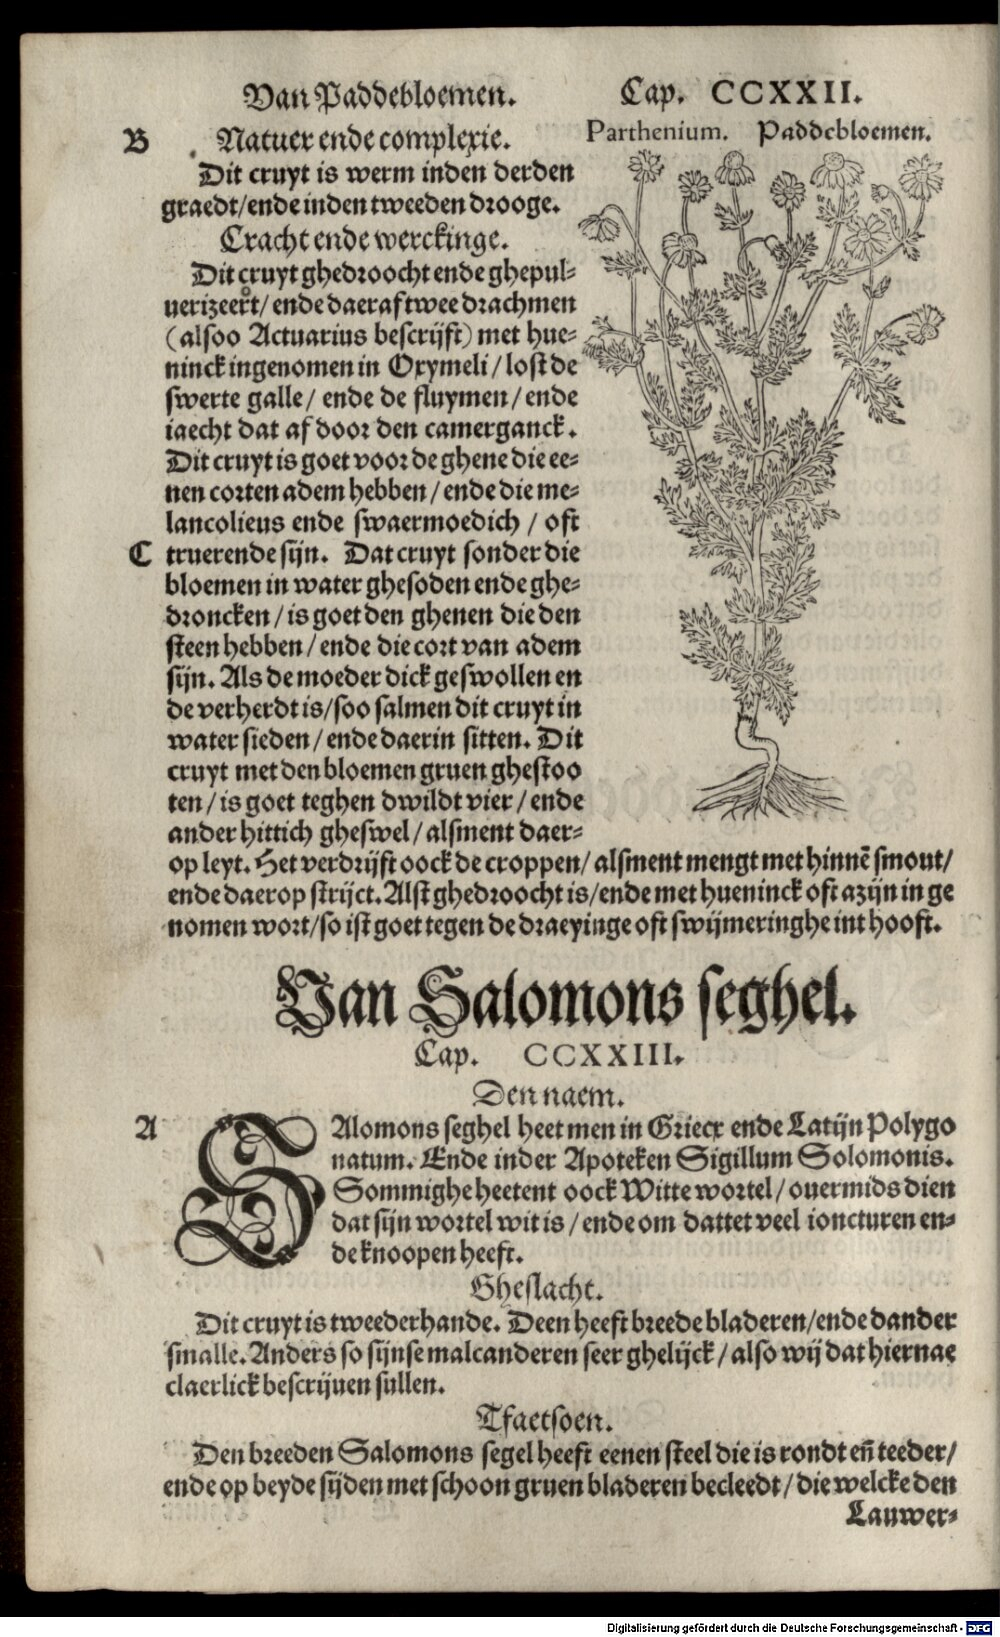 Van Paddebloemen.
Cap. CCXXII.
Parthenium. Paddebloemen.
B
Natuer ende complexie.
Dit cruyt is werm inden derden
graedt/ende inden tweeden drooge.
Cracht ende werckinge.
Dit cruyt ghedroocht ende ghepul-
uerizeert/ ende daer af twee drachmen
(alsoo Actuarius bescrijft) met hue-
ninck ingenomen in Oxymeli/ lost de
swerte galle/ ende de fluymen/ ende
iaecht dat af door den camerganck.
Dit cruyt is goet voor de ghene die ee-
nen corten adem hebben/ ende die me-
lancolieus ende swaermoedich/ oft
C
truerende sijn. Dat cruyt sonder die
bloemen in water ghesoden ende ghe-
droncken/ is goet den ghenen die den
steen hebben/ ende die cort van adem
sijn. Als de moeder dick geswollen en
de verherdt is/soo salmen dit cruyt in
water sieden/ ende daerin sitten. Dit
cruyt met den bloemen gruen ghestoo
ten/ is goet teghen dwildt vier/ ende
ander hittich gheswel/ alsment daer-
op leyt. Het verdrijft oock de croppen/ alsment mengt met hinnē smout/
ende daerop strijct. Alst ghedroocht is/ende met hueninck oft azijn in ge
nomen wort/so ist goet tegen de draeyinge oft swijmeringhe int hooft.
Van Salomons seghel.
Cap. CCXXIII.
Den naem.
A
SAlomons seghel heet men in Griecx ende Latijn Polygo
natum. Ende in der Apoteken Sigillum Solomonis.
Sommighe heetent oock Witte wortel/ ouermids dien
dat sijn wortel wit is/ ende om dattet veel ioncturen en-
de knoopen heeft.
Gheslacht.
Dit cruyt is tweederhande. Deen heeft breede bladeren/ende dander
smalle. Anders so sijnse malcanderen seer ghelijck/ also wij dat hiernae
claerlick bescrijuen sullen.
Tfaetsoen.
Den breeden Salomons segel heeft eenen steel die is rondt eñ teeder/
ende op beyde sijden met schoon gruen bladeren becleedt/ die welcke den
Lauwer-
Digitalisierung gefördert durch die Deutsche Forschungsgemeinschaft - DFG